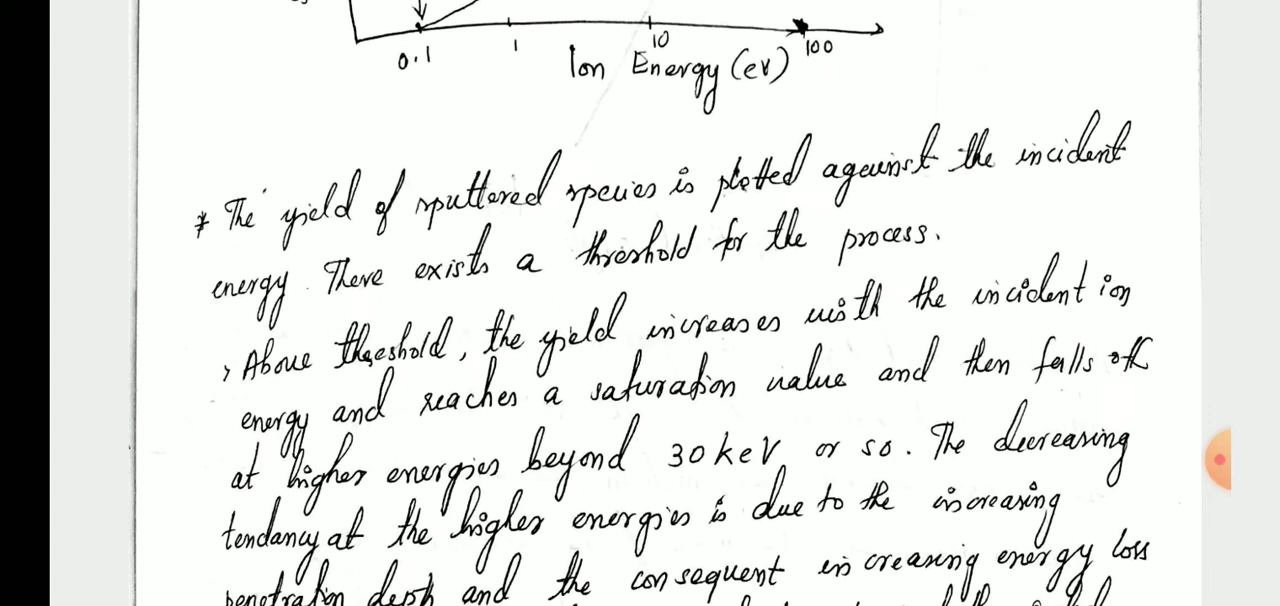 0.1 1 10 100
Ion Energy (ev)
* The yield of sputtered species is plotted against the incident
energy. There exists a threshold for the process.
> Above threshold, the yield increases with the incident ion
energy and reaches a saturation value and then falls off
at higher energies beyond 30 keV or so. The decreasing
tendancy at the higher energies is due to the increasing
penetration depth and the consequent increasing energy loss